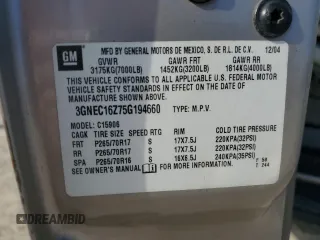 GM
MFD BY GENERAL MOTORS DE MEXICO, S. DE R.L. DE C.V. 12/04
GVWR GAWR FRT GAWR RR
3175KG(7000LB) 1452KG(3200LB) 1814KG(4000LB)
THIS VEHICLE CONFORMS TO ALL APPLICABLE U.S. FEDERAL MOTOR
VEHICLE SAFETY STANDARDS IN EFFECT ON THE DATE OF
MANUFACTURE SHOWN ABOVE.
3GNEC16Z75G194660 TYPE: M.P.V.
MODEL: C15906
TIRE SIZE SPEED RTG RIM COLD TIRE PRESSURE
FRT P265/70R17 S 17X7.5J 220KPA(32PSI)
RR P265/70R17 S 17X7.5J 220KPA(32PSI)
SPA P265/70R16 S 16X6.5J 240KPA(35PSI)
SEE OWNER'S MANUAL FOR ADDITIONAL INFORMATION
AUTOBIDMASTER